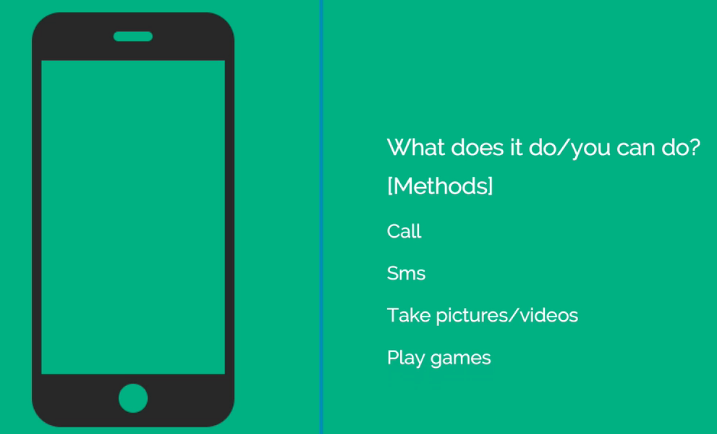 What does it do/you can do?
[Methods]
Call
Sms
Take pictures/videos
Play games